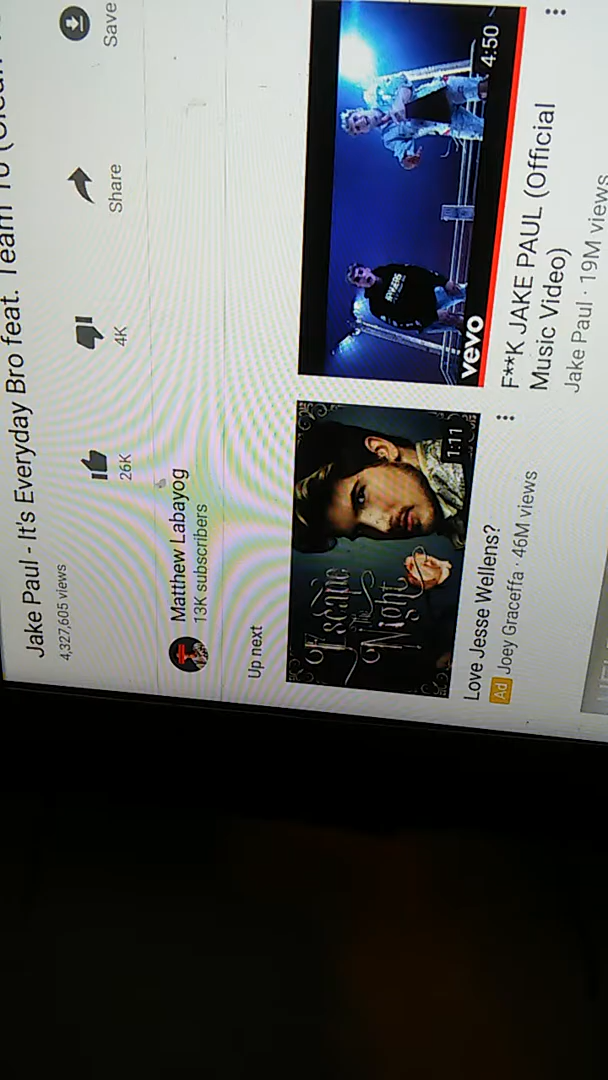 Jake Paul - It's Everyday Bro feat. Team 10 (Clean
4,327,605 views
26K
4K
Share
Save
Matthew Labayog
13K subscribers
Up next
Escape
The
Night
1:11
Love Jesse Wellens?
Ad Joey Graceffa · 46M views
vevo
4:50
F**K JAKE PAUL (Official
Music Video)
Jake Paul · 19M views